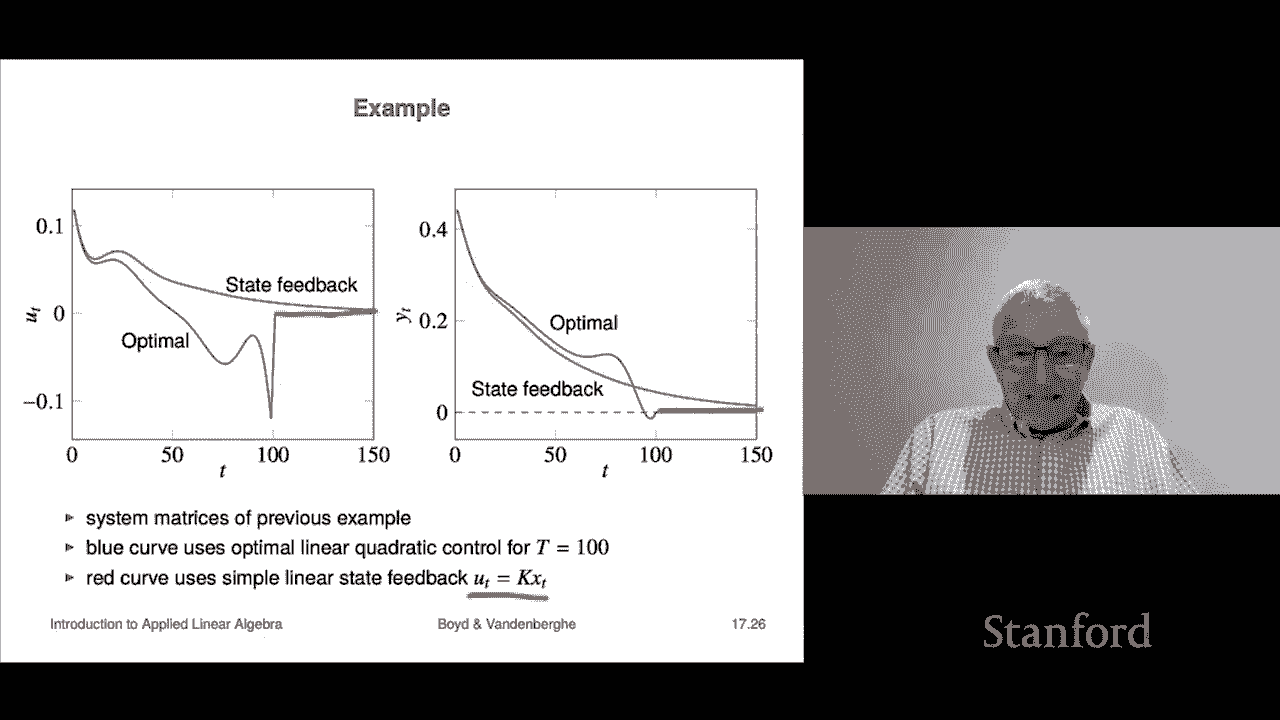 Example
0.1
0
−0.1
u_t
State feedback
Optimal
0 50 100 150
t
0.4
0.2
0
y_t
Optimal
State feedback
0 50 100 150
t
▶ system matrices of previous example
▶ blue curve uses optimal linear quadratic control for T = 100
▶ red curve uses simple linear state feedback u_t = Kx_t
Introduction to Applied Linear Algebra Boyd & Vandenberghe 17.26
Stanford